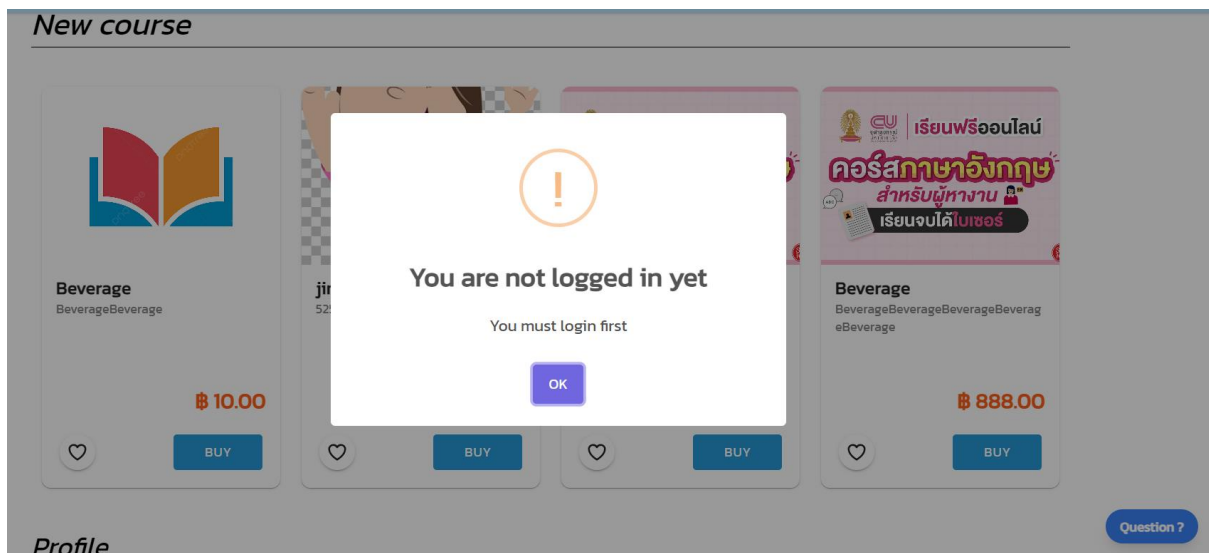 New course
เรียนฟรีออนไลน์
คอร์สภาษาอังกฤษ
สำหรับผู้หางาน
เรียนจบได้ใบเซอร์
You are not logged in yet
You must login first
OK
Beverage
BeverageBeverage
฿ 10.00
BUY
BUY
BUY
Beverage
BeverageBeverageBeverageBeverag
eBeverage
฿ 888.00
BUY
Question ?
Profile